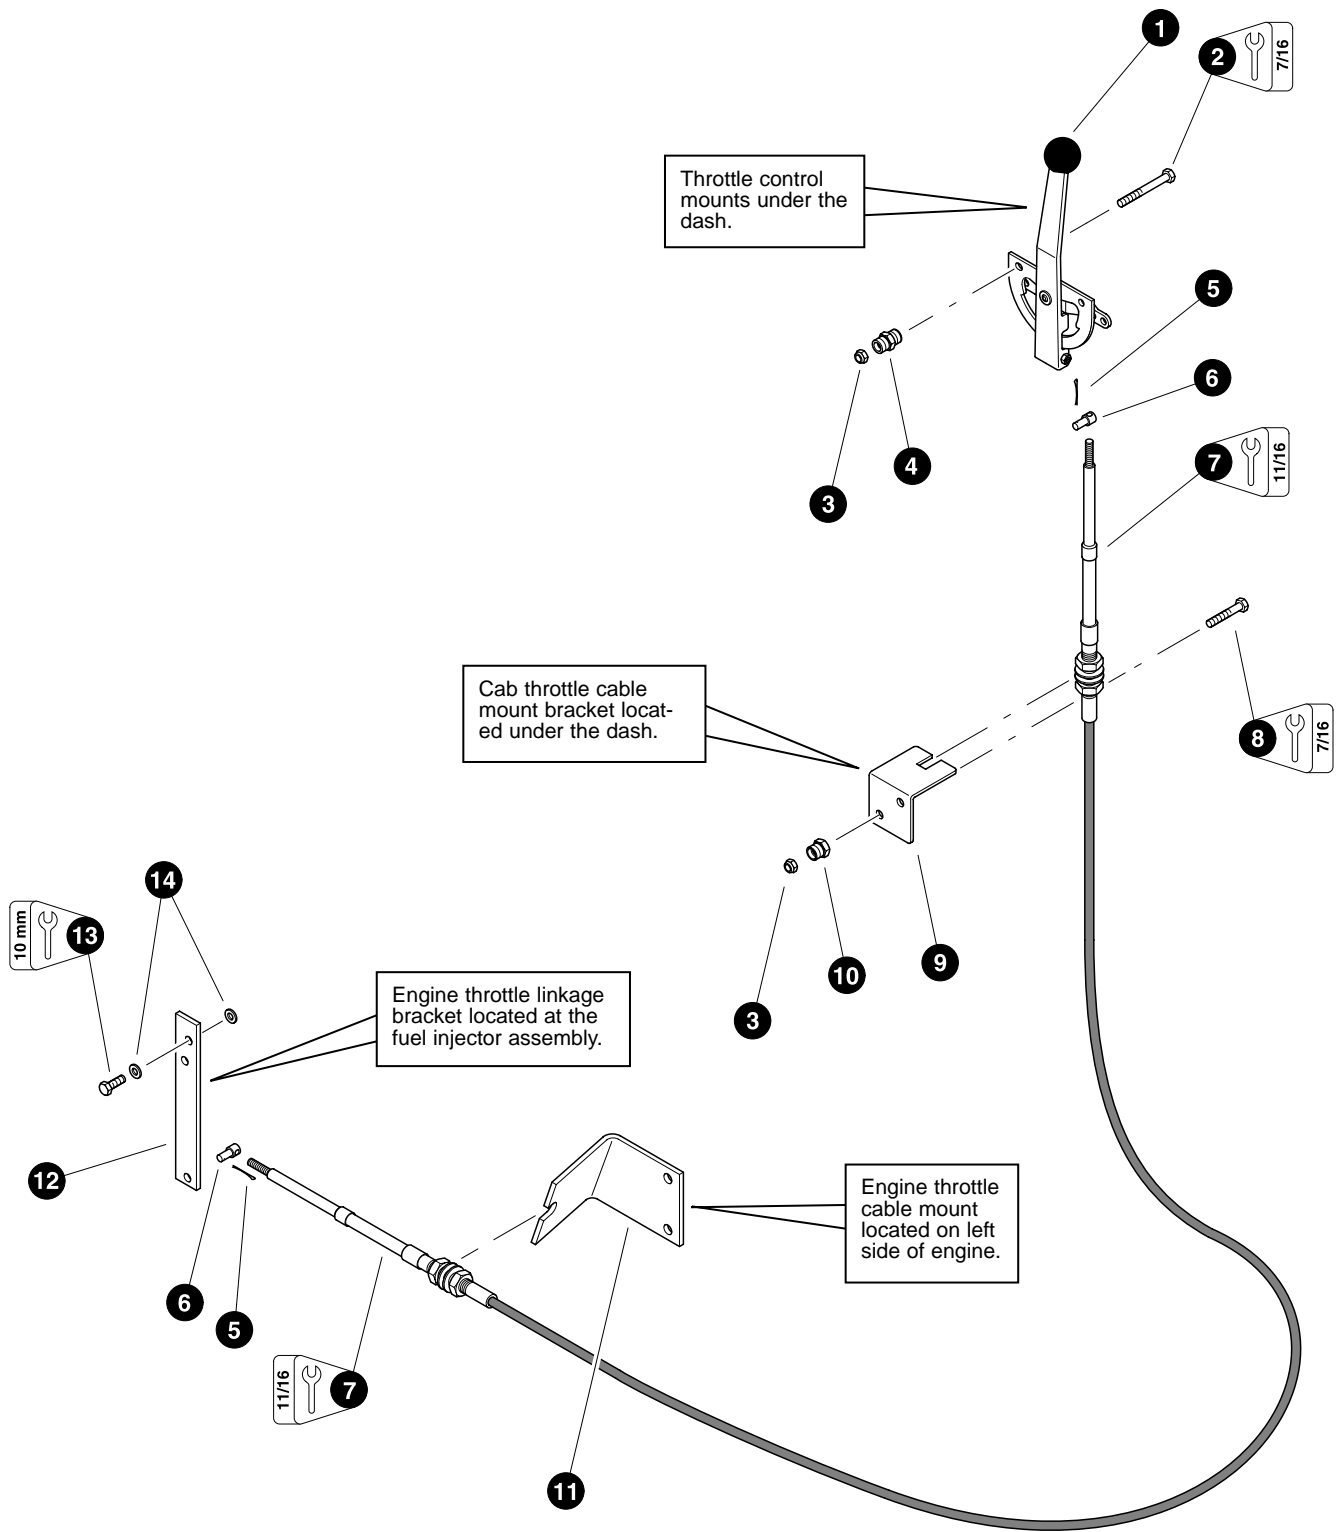 1
2
7/16
Throttle control
mounts under the
dash.
5
6
4
3
7
11/16
Cab throttle cable
mount bracket locat-
ed under the dash.
8
7/16
14
10 mm
13
9
10
3
Engine throttle linkage
bracket located at the
fuel injector assembly.
12
Engine throttle
cable mount
located on left
side of engine.
6
5
11/16
7
11